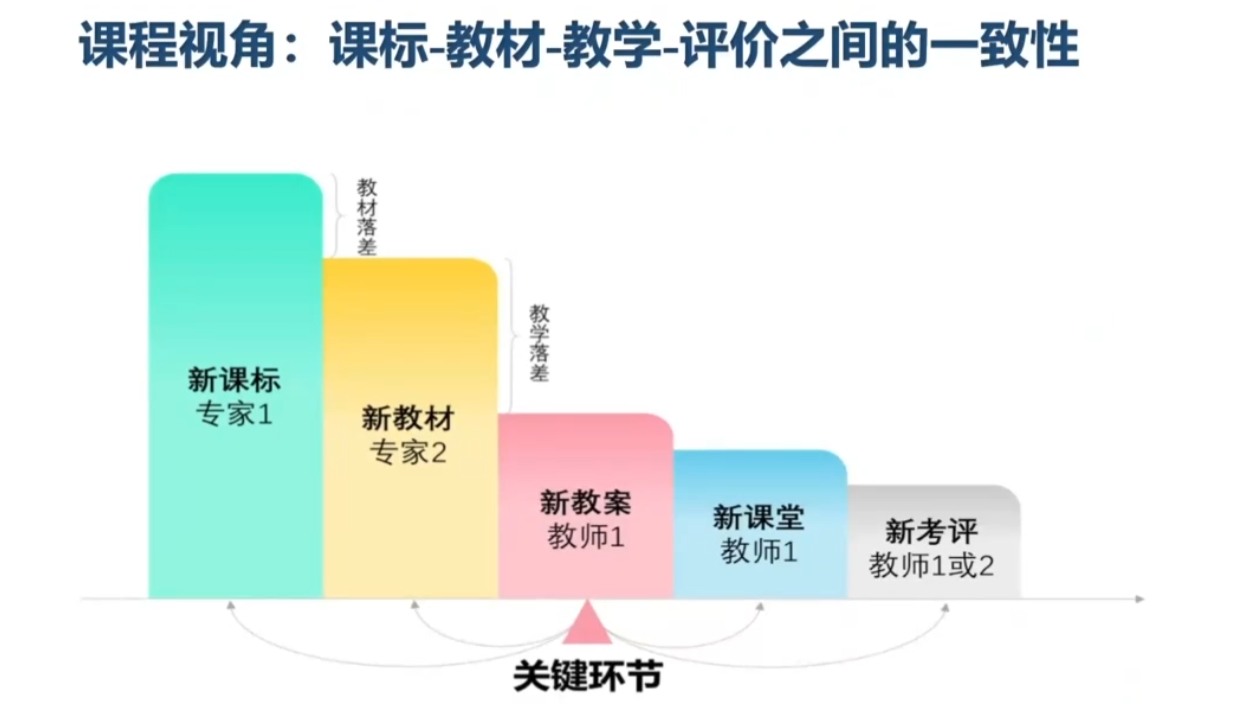 课程视角：课标-教材-教学-评价之间的一致性
教材落差
教学落差
新课标
专家1
新教材
专家2
新教案
教师1
新课堂
教师1
新考评
教师1或2
关键环节